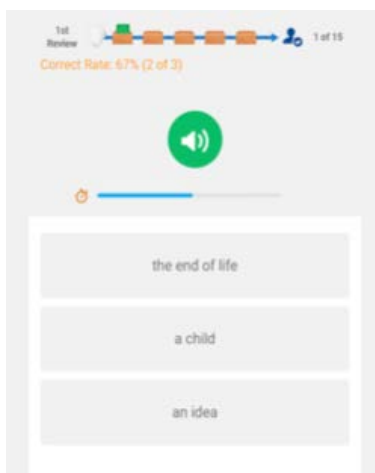 1st
Review
1 of 15
Correct Rate: 67% (2 of 3)
the end of life
a child
an idea